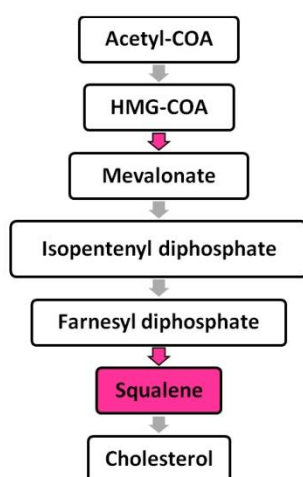 Acetyl-COA
HMG-COA
Mevalonate
Isopentenyl diphosphate
Farnesyl diphosphate
Squalene
Cholesterol